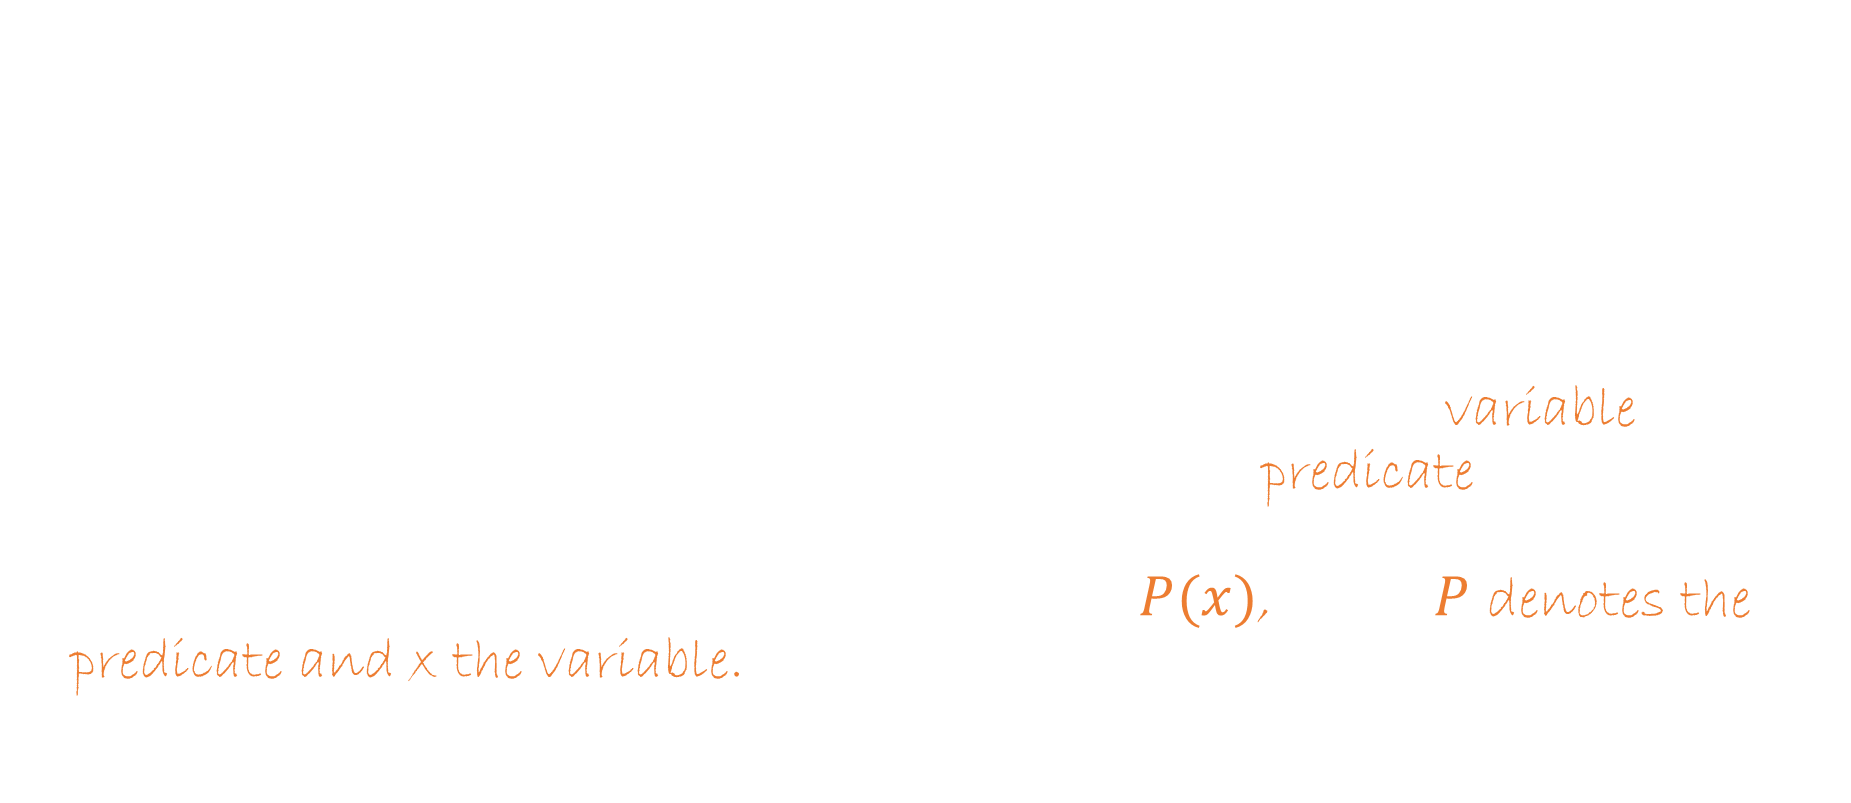 variable
predicate
P(x), P denotes the
predicate and x the variable.